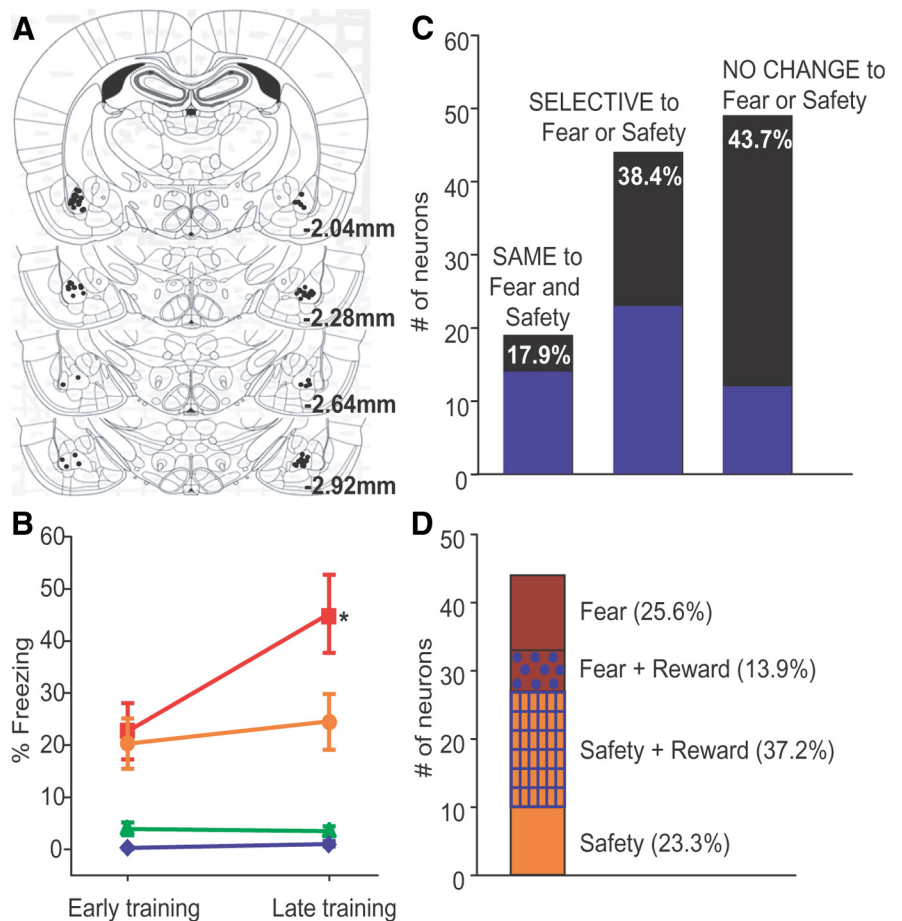 A
-2.04mm
-2.28mm
-2.64mm
-2.92mm
B
60
50
40
30
20
10
0
% Freezing
*
Early training
Late training
C
60
50
40
30
20
10
0
# of neurons
SAME to
Fear and
Safety
17.9%
SELECTIVE to
Fear or Safety
38.4%
NO CHANGE to
Fear or Safety
43.7%
D
50
40
30
20
10
0
# of neurons
Fear (25.6%)
Fear + Reward (13.9%)
Safety + Reward (37.2%)
Safety (23.3%)